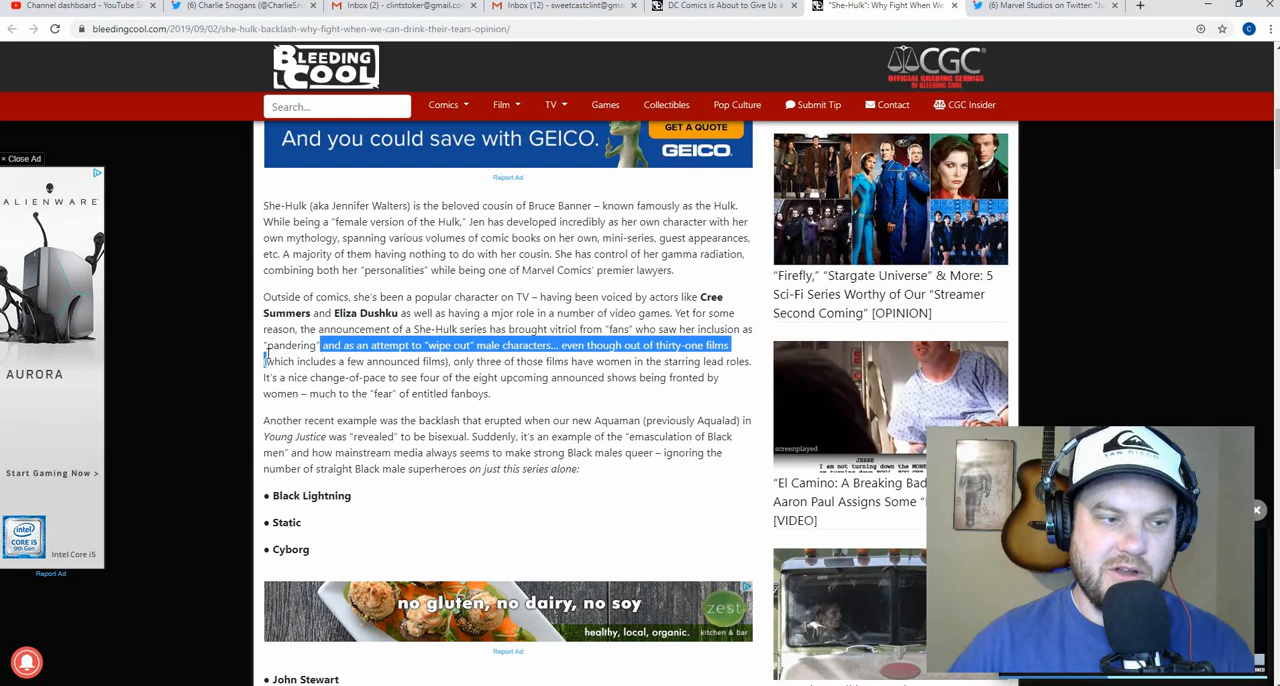 Channel dashboard - YouTube St
(6) Charlie Snogans (@CharlieSn
Inbox (2) - clintstoker@gmail.co
Inbox (12) - sweetcastclint@gmai
DC Comics is About to Give Us a
"She-Hulk": Why Fight When We
(6) Marvel Studios on Twitter: "Ju
bleedingcool.com/2019/09/02/she-hulk-backlash-why-fight-when-we-can-drink-their-tears-opinion/
C
BLEEDING COOL
CGC
OFFICIAL GRADING SERVICE
OF BLEEDING COOL
Search...
Comics
Film
TV
Games
Collectibles
Pop Culture
Submit Tip
Contact
CGC Insider
And you could save with GEICO.
GET A QUOTE
GEICO
Report Ad
× Close Ad
ALIENWARE
AURORA
Start Gaming Now >
intel
CORE i5
9th Gen
Intel Core i5
Report Ad
She-Hulk (aka Jennifer Walters) is the beloved cousin of Bruce Banner – known famously as the Hulk.
While being a "female version of the Hulk," Jen has developed incredibly as her own character with her
own mythology, spanning various volumes of comic books on her own, mini-series, guest appearances,
etc. A majority of them having nothing to do with her cousin. She has control of her gamma radiation,
combining both her "personalities" while being one of Marvel Comics' premier lawyers.
Outside of comics, she's been a popular character on TV – having been voiced by actors like Cree
Summers and Eliza Dushku as well as having a mjor role in a number of video games. Yet for some
reason, the announcement of a She-Hulk series has brought vitriol from "fans" who saw her inclusion as
"pandering" and as an attempt to "wipe out" male characters... even though out of thirty-one films
(which includes a few announced films), only three of those films have women in the starring lead roles.
It's a nice change-of-pace to see four of the eight upcoming announced shows being fronted by
women – much to the "fear" of entitled fanboys.
Another recent example was the backlash that erupted when our new Aquaman (previously Aqualad) in
Young Justice was "revealed" to be bisexual. Suddenly, it's an example of the "emasculation of Black
men" and how mainstream media always seems to make strong Black males queer – ignoring the
number of straight Black male superheroes on just this series alone:
● Black Lightning
● Static
● Cyborg
no gluten, no dairy, no soy
healthy, local, organic.
zest
kitchen & bar
Report Ad
● John Stewart
"Firefly," "Stargate Universe" & More: 5
Sci-Fi Series Worthy of Our "Streamer
Second Coming" [OPINION]
screenplayed
JESSE
I am not turning down the MONE
"El Camino: A Breaking Bad
Aaron Paul Assigns Some "
[VIDEO]
SAN DIEGO